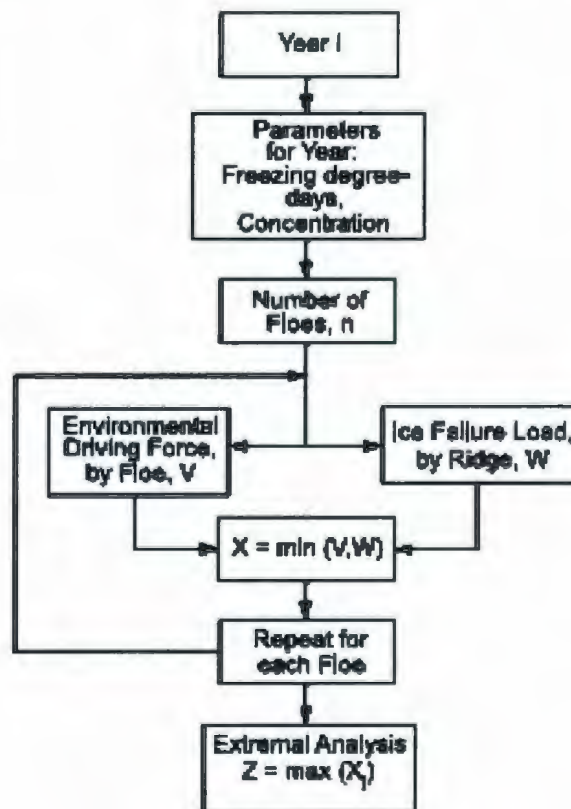 Year i
Parameters
for Year:
Freezing degree-
days,
Concentration
Number of
Floes, n
Environmental
Driving Force,
by Floe, V
Ice Failure Load,
by Ridge, W
X = min (V,W)
Repeat for
each Floe
Extremal Analysis
Z = max (Xj)